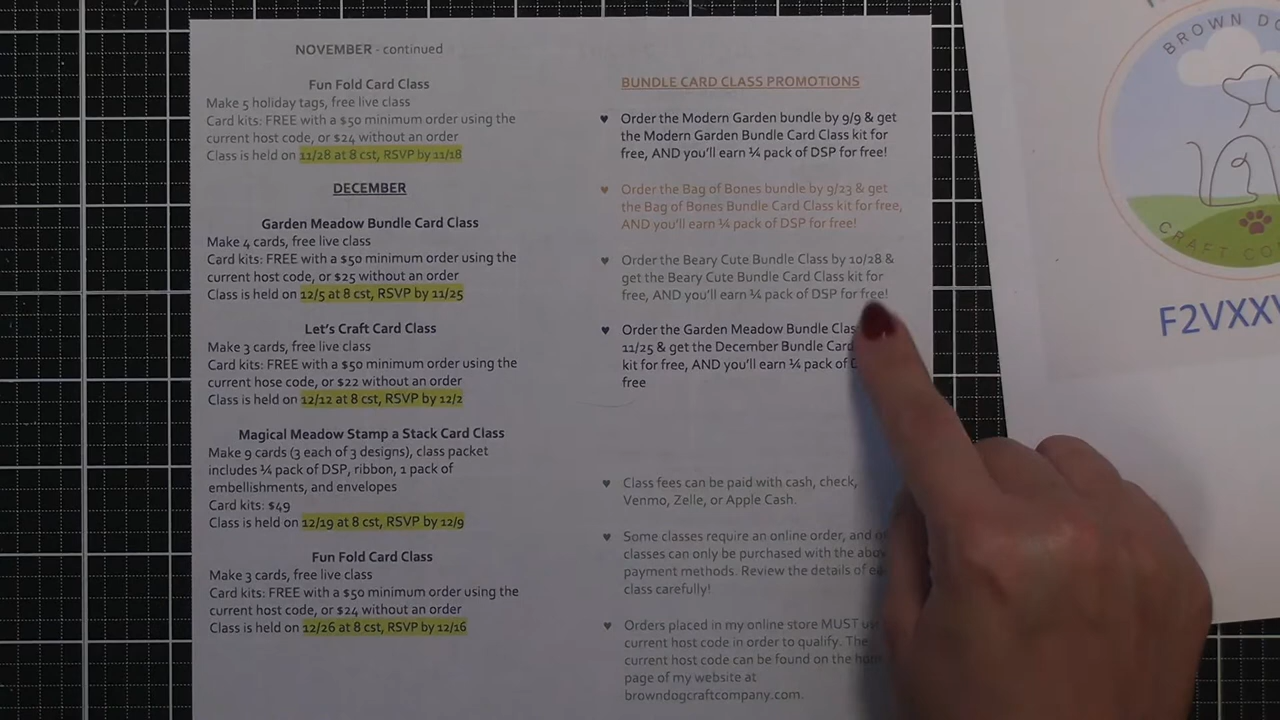 NOVEMBER - continued
Fun Fold Card Class
Make 5 holiday tags, free live class
Card kits: FREE with a $50 minimum order using the
current host code, or $24 without an order
Class is held on 11/28 at 8 cst, RSVP by 11/18
DECEMBER
Garden Meadow Bundle Card Class
Make 4 cards, free live class
Card kits: FREE with a $50 minimum order using the
current host code, or $25 without an order
Class is held on 12/5 at 8 cst, RSVP by 11/25
Let's Craft Card Class
Make 3 cards, free live class
Card kits: FREE with a $50 minimum order using the
current hose code, or $22 without an order
Class is held on 12/12 at 8 cst, RSVP by 12/2
Magical Meadow Stamp a Stack Card Class
Make 9 cards (3 each of 3 designs), class packet
includes ¼ pack of DSP, ribbon, 1 pack of
embellishments, and envelopes
Card kits: $49
Class is held on 12/19 at 8 cst, RSVP by 12/9
Fun Fold Card Class
Make 3 cards, free live class
Card kits: FREE with a $50 minimum order using the
current host code, or $24 without an order
Class is held on 12/26 at 8 cst, RSVP by 12/16
BUNDLE CARD CLASS PROMOTIONS
♥ Order the Modern Garden bundle by 9/9 & get
the Modern Garden Bundle Card Class kit for
free, AND you'll earn ¼ pack of DSP for free!
♥ Order the Bag of Bones bundle by 9/23 & get
the Bag of Bones Bundle Card Class kit for free,
AND you'll earn ¼ pack of DSP for free!
♥ Order the Beary Cute Bundle Class by 10/28 &
get the Beary Cute Bundle Card Class kit for
free, AND you'll earn ¼ pack of DSP for free!
♥ Order the Garden Meadow Bundle
11/25 & get the December Bundle Card
kit for free, AND you'll earn ¼ pack of
free
♥ Class fees can be paid with cash, check,
Venmo, Zelle, or Apple Cash.
♥ Some classes require an online order, and
classes can only be purchased with the
payment methods. Review the details of
class carefully!
♥ Orders placed in my online store MUST
current host code in order to qualify. The
current host code can be found on the
page of my website at
browndogcraftcompany.com.
BROWN
CRAFT
F2VXX